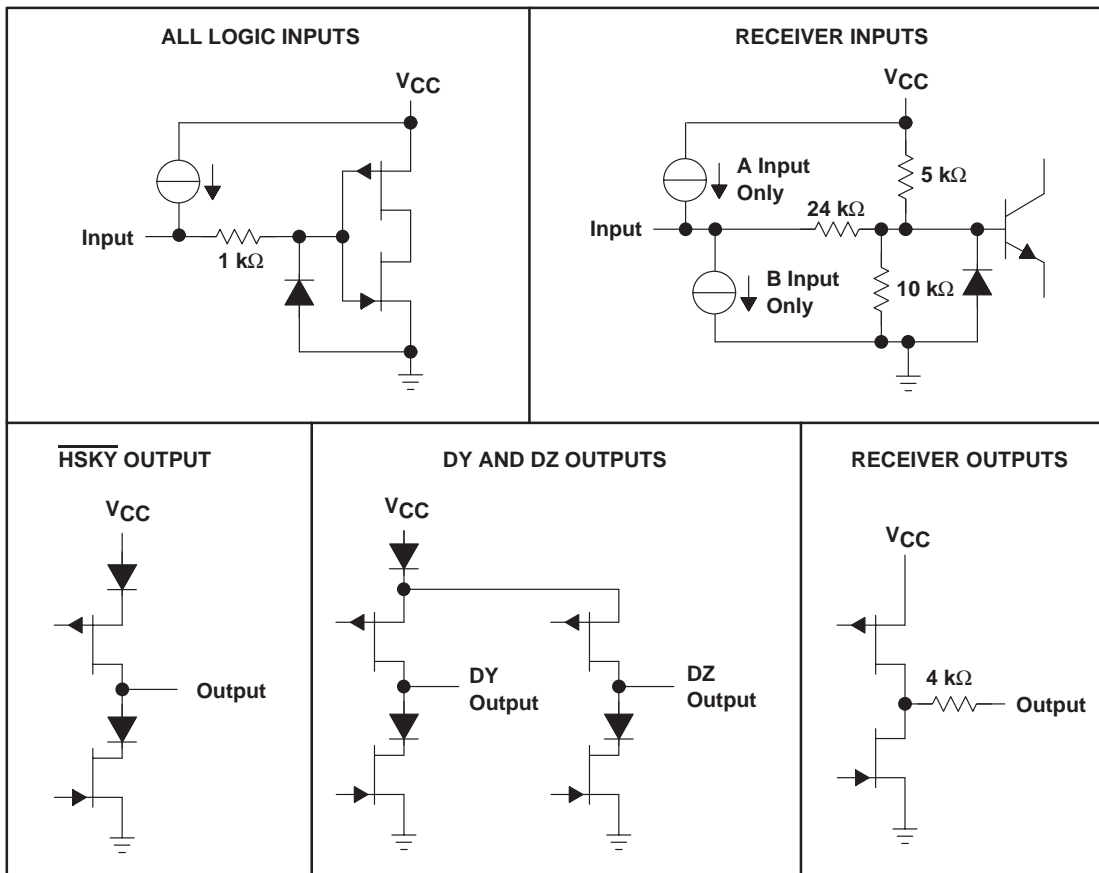 ALL LOGIC INPUTS
VCC
Input
1 kΩ
RECEIVER INPUTS
VCC
A Input
Only
5 kΩ
24 kΩ
Input
B Input
Only
10 kΩ
HSKY OUTPUT
VCC
Output
DY AND DZ OUTPUTS
VCC
DY
Output
DZ
Output
RECEIVER OUTPUTS
VCC
4 kΩ
Output